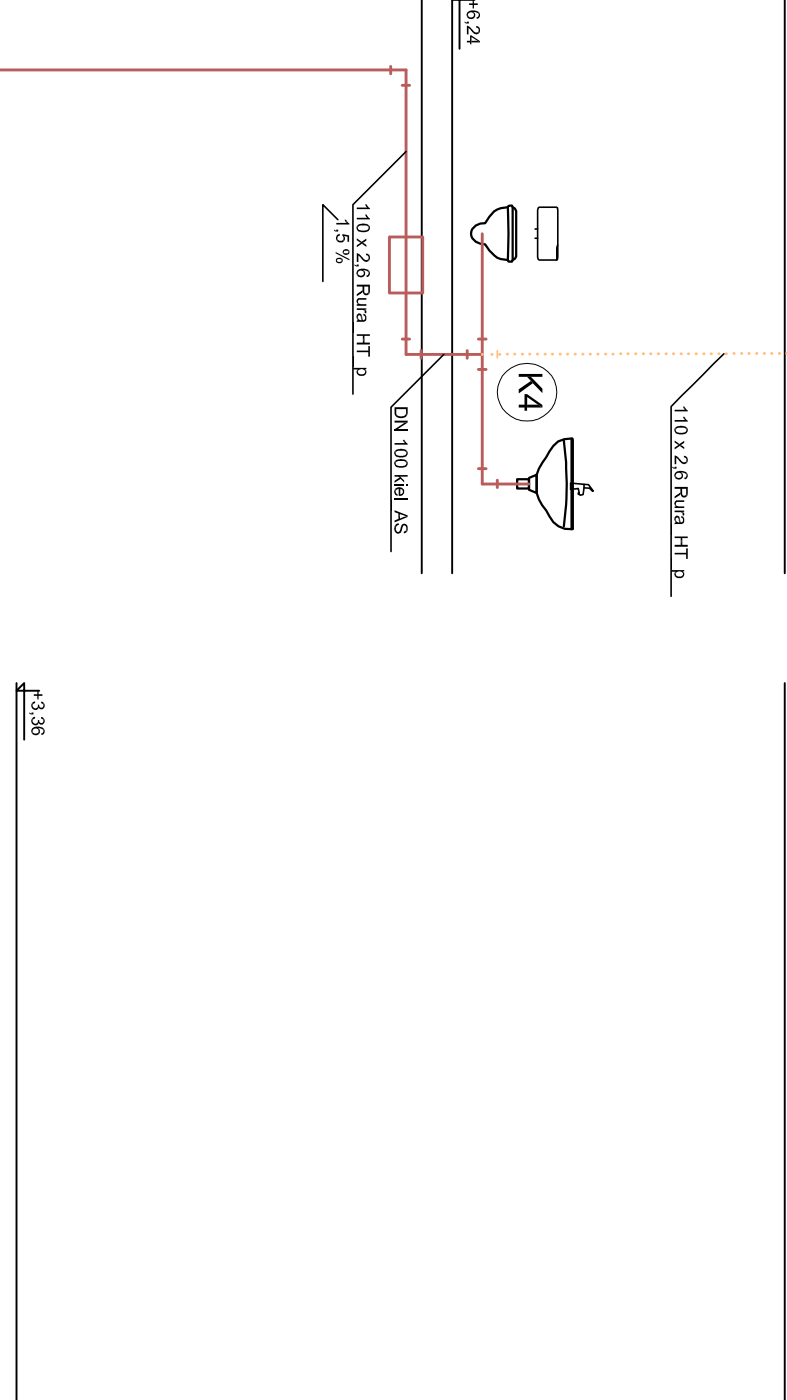 +6,24
110 x 2,6 Rura HT p
K4
DN 100 kiel AS
110 x 2,6 Rura HT p
1,5 %
+3,36